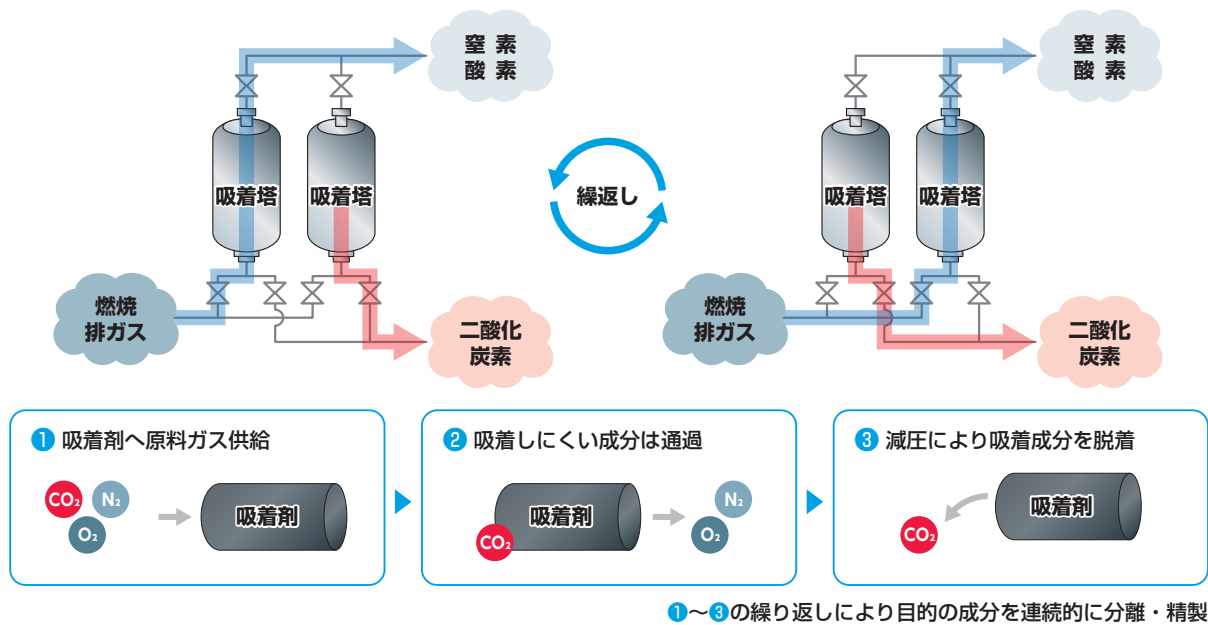 窒 素
酸 素
吸着塔
吸着塔
燃焼
排ガス
二酸化
炭素
繰返し
窒 素
酸 素
吸着塔
吸着塔
燃焼
排ガス
二酸化
炭素
❶ 吸着剤へ原料ガス供給
CO₂
N₂
O₂
吸着剤
❷ 吸着しにくい成分は通過
吸着剤
CO₂
N₂
O₂
❸ 減圧により吸着成分を脱着
吸着剤
CO₂
❶～❸の繰り返しにより目的の成分を連続的に分離・精製